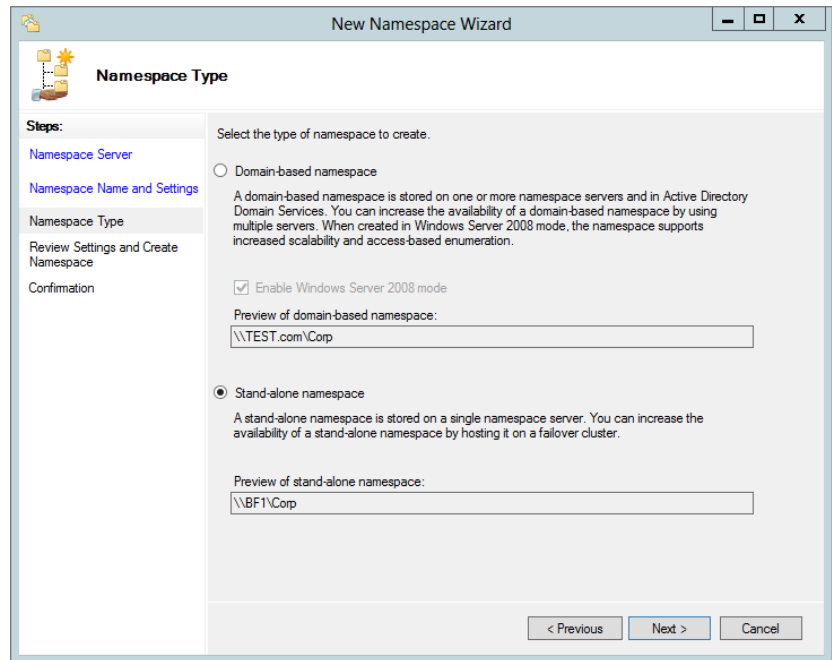 New Namespace Wizard
Namespace Type
Steps:
Namespace Server
Namespace Name and Settings
Namespace Type
Review Settings and Create
Namespace
Confirmation
Select the type of namespace to create.
Domain-based namespace
A domain-based namespace is stored on one or more namespace servers and in Active Directory
Domain Services. You can increase the availability of a domain-based namespace by using
multiple servers. When created in Windows Server 2008 mode, the namespace supports
increased scalability and access-based enumeration.
Enable Windows Server 2008 mode
Preview of domain-based namespace:
\\TEST.com\Corp
Stand-alone namespace
A stand-alone namespace is stored on a single namespace server. You can increase the
availability of a stand-alone namespace by hosting it on a failover cluster.
Preview of stand-alone namespace:
\\BF1\Corp
< Previous
Next >
Cancel